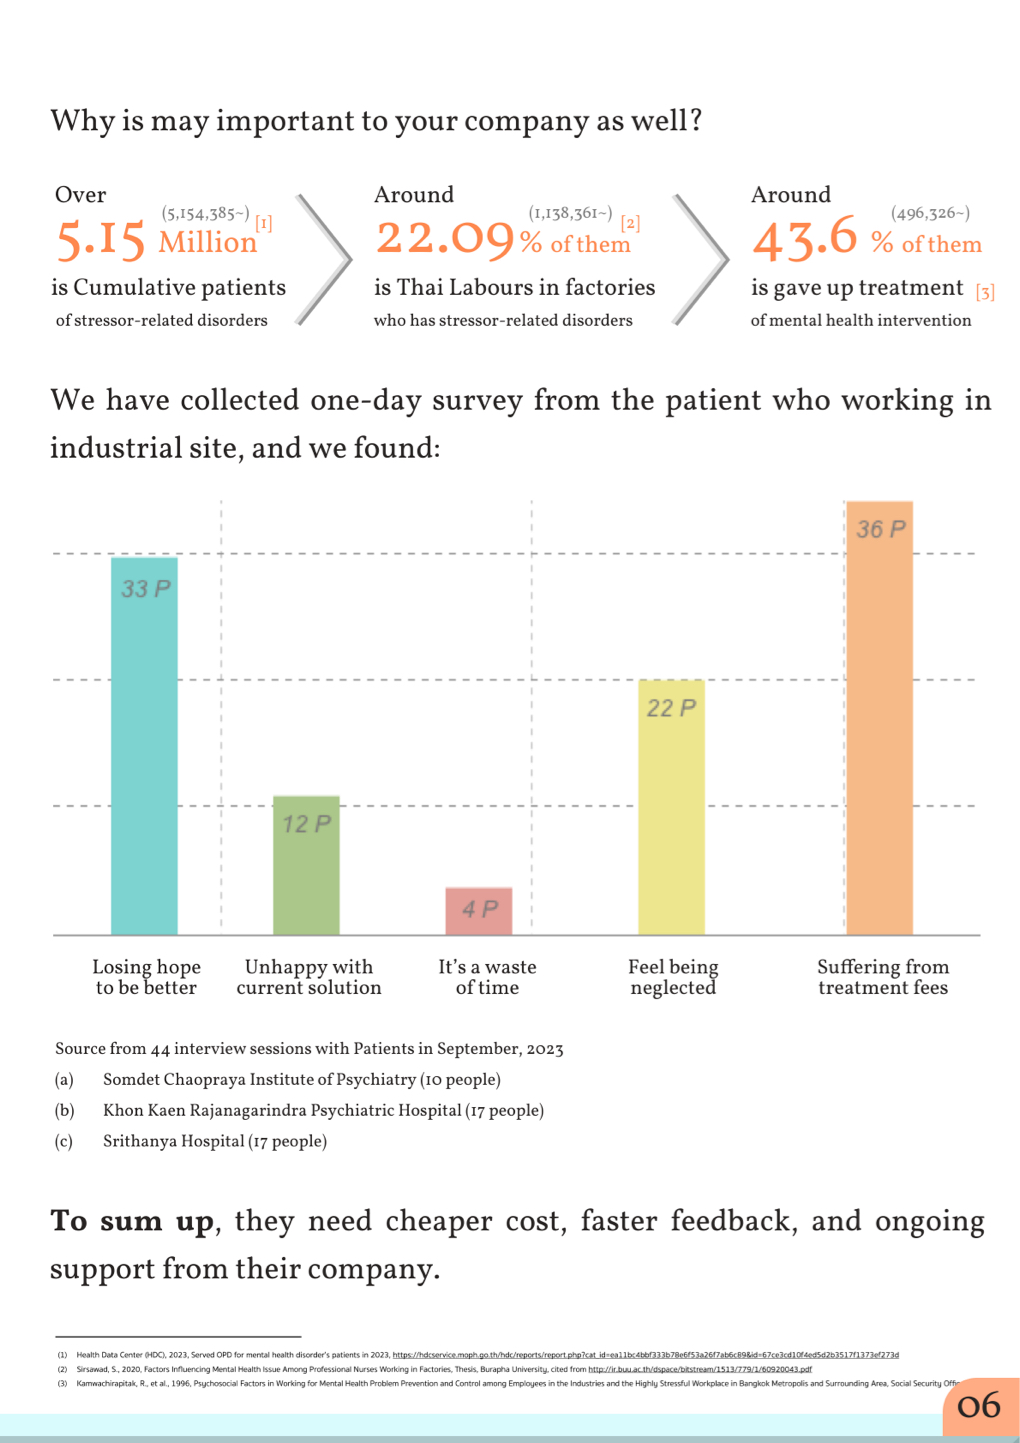 Why is may important to your company as well?
Over
(5,154,385~) [1]
5.15 Million
is Cumulative patients
of stressor-related disorders
Around
(1,138,361~) [2]
22.09 % of them
is Thai Labours in factories
who has stressor-related disorders
Around
(496,326~)
43.6 % of them
is gave up treatment [3]
of mental health intervention
We have collected one-day survey from the patient who working in
industrial site, and we found:
33 P
12 P
4 P
22 P
36 P
Losing hope
to be better
Unhappy with
current solution
It's a waste
of time
Feel being
neglected
Suffering from
treatment fees
Source from 44 interview sessions with Patients in September, 2023
(a) Somdet Chaopraya Institute of Psychiatry (10 people)
(b) Khon Kaen Rajanagarindra Psychiatric Hospital (17 people)
(c) Srithanya Hospital (17 people)
To sum up, they need cheaper cost, faster feedback, and ongoing
support from their company.
(1) Health Data Center (HDC), 2023, Served OPD for mental health disorder's patients in 2023, https://hdcservice.moph.go.th/hdc/reports/report.php?cat_id=ea11bc4bbf333b78e6f53a26f7ab6c89&id=67ce3cd10f4ed5d2b3517f1373ef273d
(2) Sirsawad, S., 2020, Factors Influencing Mental Health Issue Among Professional Nurses Working in Factories, Thesis, Burapha University, cited from http://ir.buu.ac.th/dspace/bitstream/1513/779/1/60920043.pdf
(3) Kamwachirapitak, R., et al., 1996, Psychosocial Factors in Working for Mental Health Problem Prevention and Control among Employees in the Industries and the Highly Stressful Workplace in Bangkok Metropolis and Surrounding Area, Social Security
06